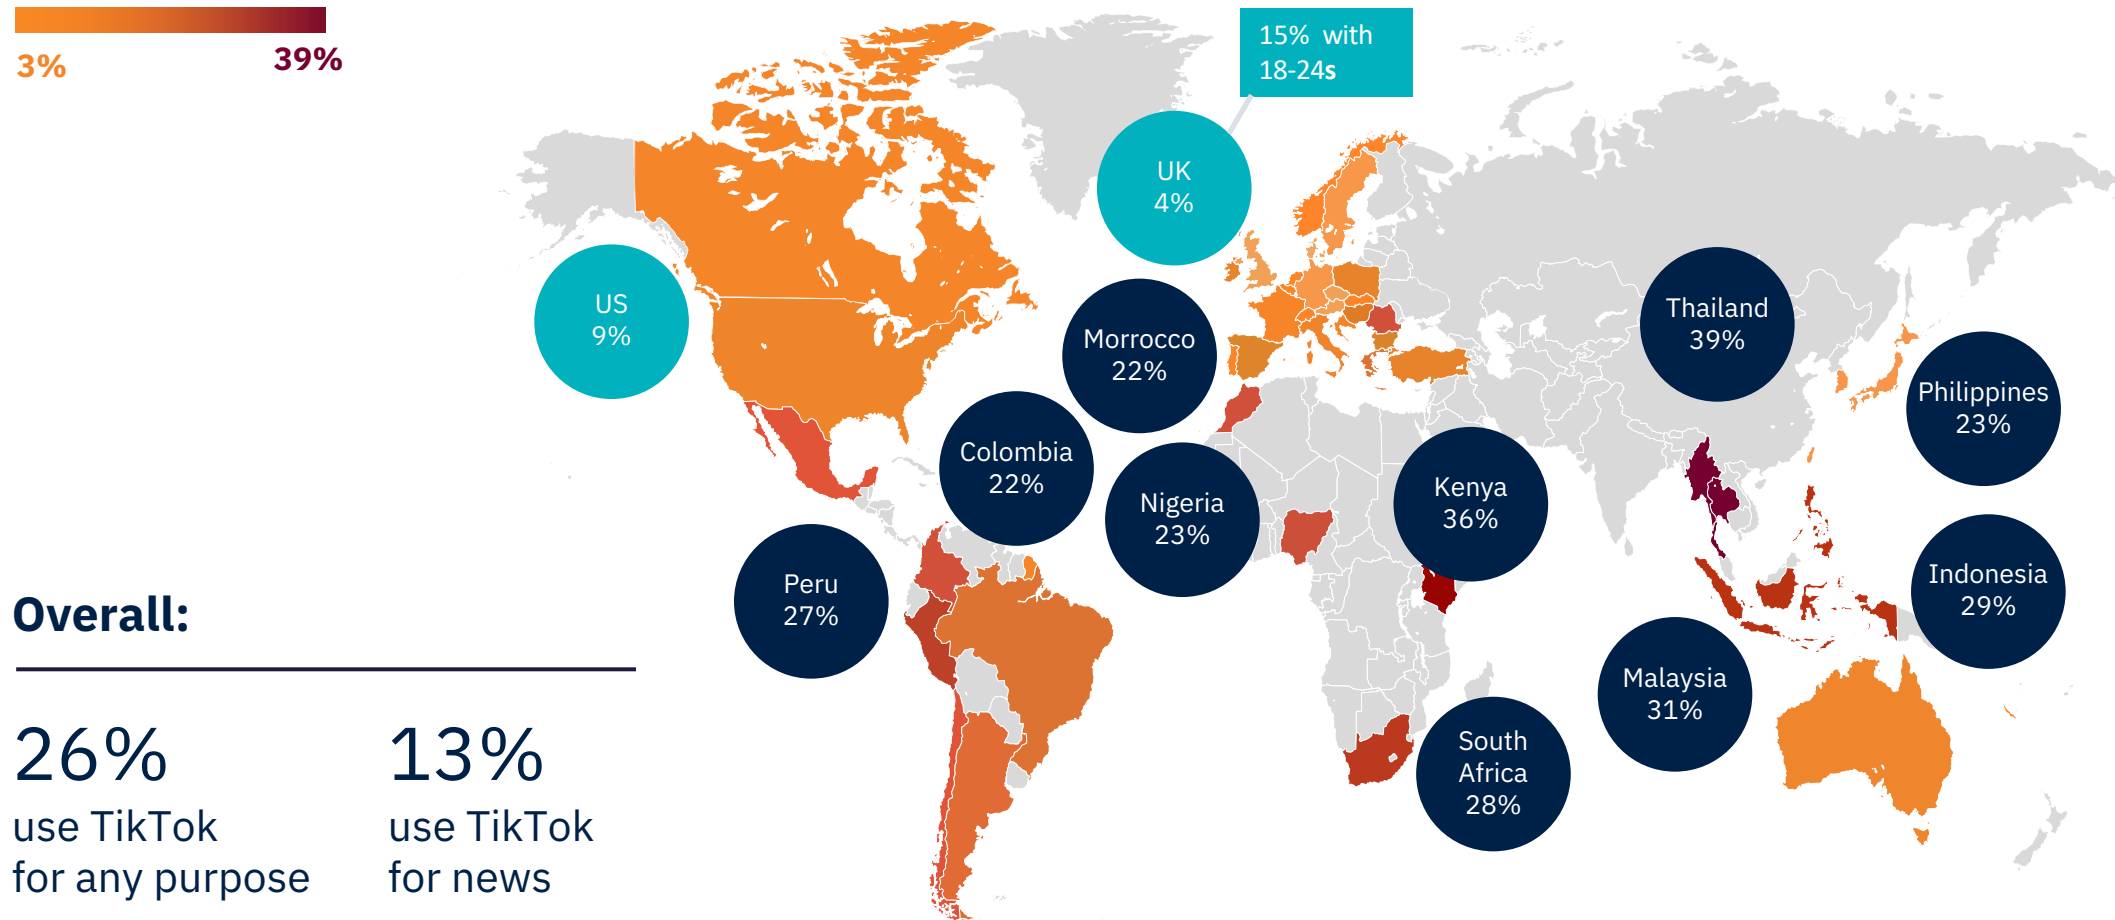 3%
39%
15% with
18-24s
UK
4%
US
9%
Morrocco
22%
Thailand
39%
Philippines
23%
Colombia
22%
Nigeria
23%
Kenya
36%
Peru
27%
Indonesia
29%
Malaysia
31%
South
Africa
28%
Overall:
26%
use TikTok
for any purpose
13%
use TikTok
for news